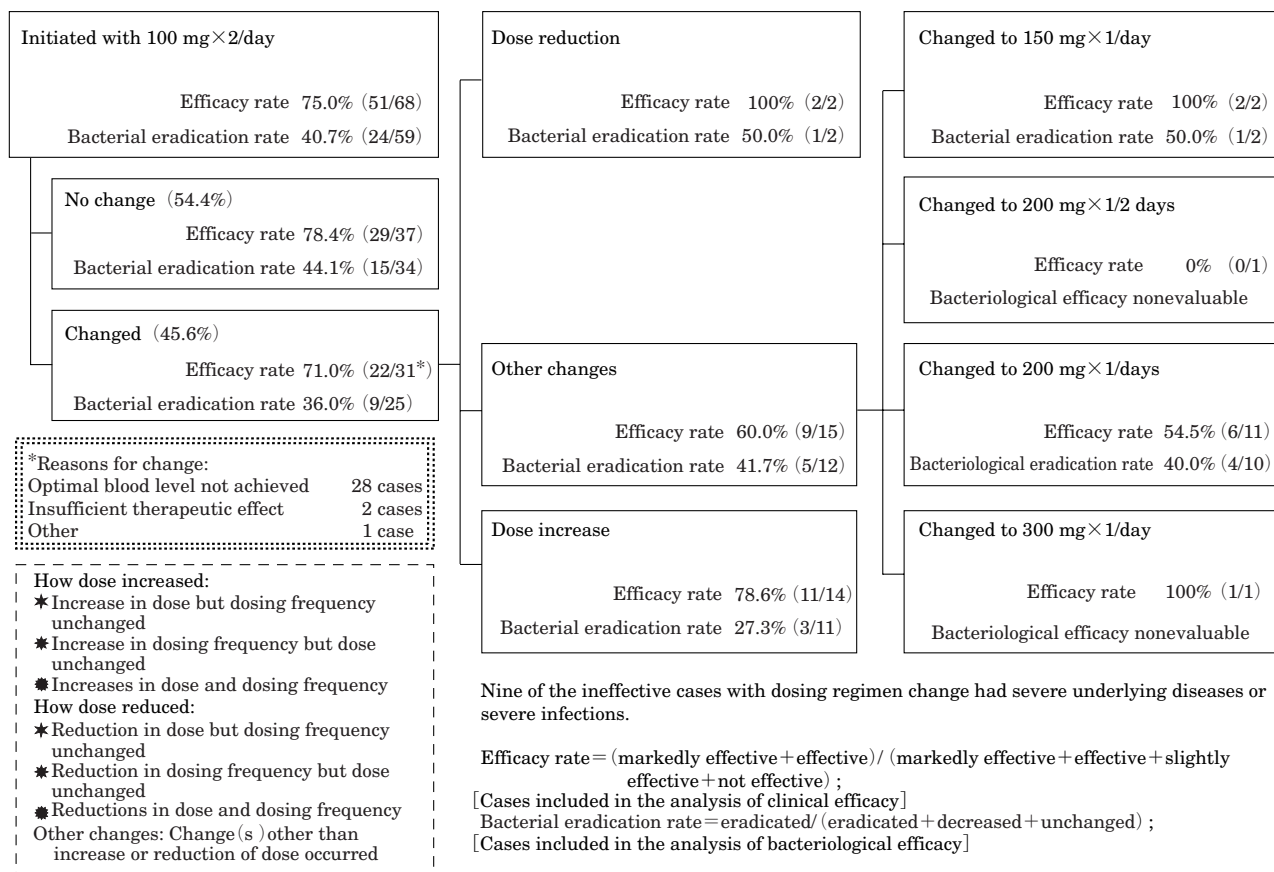 Initiated with 100 mg×2/day
Efficacy rate 75.0% (51/68)
Bacterial eradication rate 40.7% (24/59)
No change (54.4%)
Efficacy rate 78.4% (29/37)
Bacterial eradication rate 44.1% (15/34)
Changed (45.6%)
Efficacy rate 71.0% (22/31*)
Bacterial eradication rate 36.0% (9/25)
*Reasons for change:
Optimal blood level not achieved 28 cases
Insufficient therapeutic effect 2 cases
Other 1 case
How dose increased:
✶Increase in dose but dosing frequency
unchanged
✸Increase in dosing frequency but dose
unchanged
✹Increases in dose and dosing frequency
How dose reduced:
✶Reduction in dose but dosing frequency
unchanged
✸Reduction in dosing frequency but dose
unchanged
✹Reductions in dose and dosing frequency
Other changes: Change(s )other than
increase or reduction of dose occurred
Dose reduction
Efficacy rate 100% (2/2)
Bacterial eradication rate 50.0% (1/2)
Other changes
Efficacy rate 60.0% (9/15)
Bacterial eradication rate 41.7% (5/12)
Dose increase
Efficacy rate 78.6% (11/14)
Bacterial eradication rate 27.3% (3/11)
Changed to 150 mg×1/day
Efficacy rate 100% (2/2)
Bacterial eradication rate 50.0% (1/2)
Changed to 200 mg×1/2 days
Efficacy rate 0% (0/1)
Bacteriological efficacy nonevaluable
Changed to 200 mg×1/days
Efficacy rate 54.5% (6/11)
Bacteriological eradication rate 40.0% (4/10)
Changed to 300 mg×1/day
Efficacy rate 100% (1/1)
Bacteriological efficacy nonevaluable
Nine of the ineffective cases with dosing regimen change had severe underlying diseases or
severe infections.
Efficacy rate=(markedly effective+effective)/ (markedly effective+effective+slightly
effective+not effective) ;
[Cases included in the analysis of clinical efficacy]
Bacterial eradication rate=eradicated/(eradicated+decreased+unchanged) ;
[Cases included in the analysis of bacteriological efficacy]